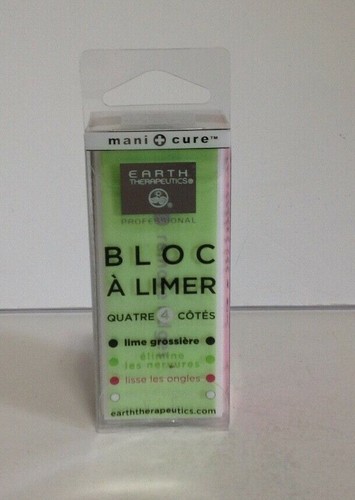 mani + cure™
EARTH
THERAPEUTICS®
®
PROFESSIONAL
BLOC
À LIMER
QUATRE 4 CÔTÉS
lime grossière
élimine
les nervures
lisse les ongles
earththerapeutics.com